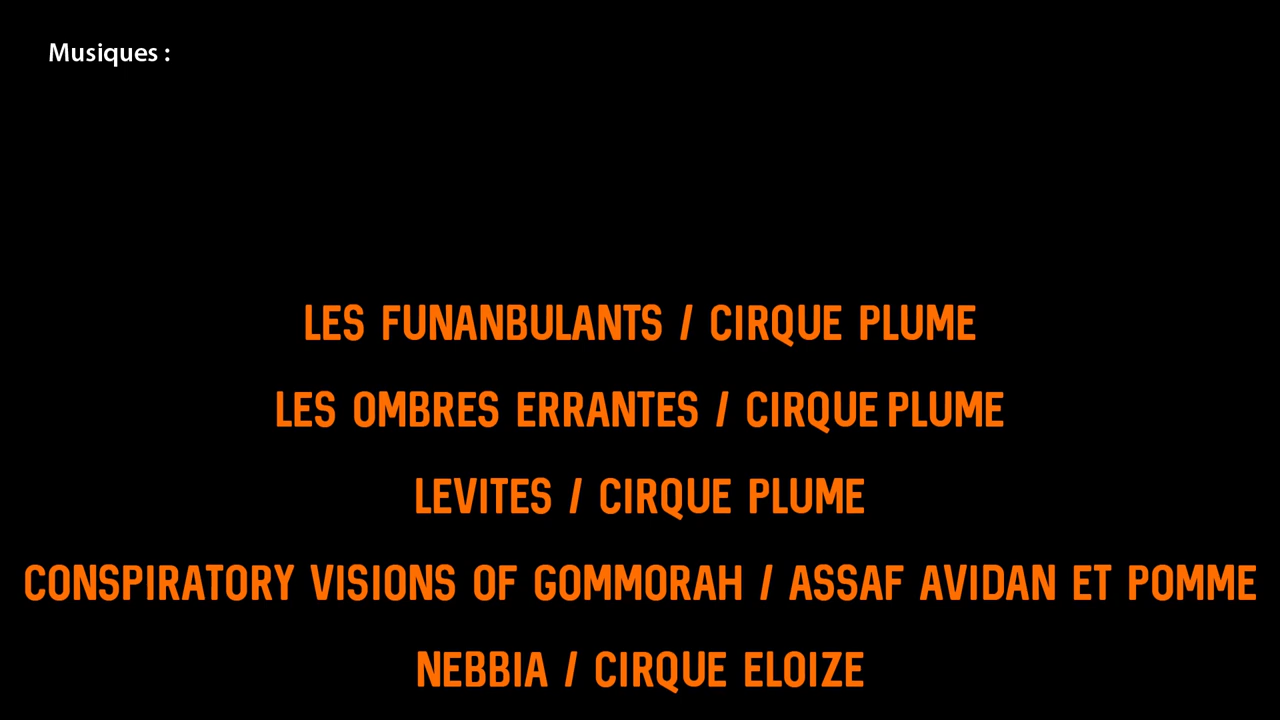 Musiques :
LES FUNANBULANTS / CIRQUE PLUME
LES OMBRES ERRANTES / CIRQUE PLUME
LEVITES / CIRQUE PLUME
CONSPIRATORY VISIONS OF GOMMORAH / ASSAF AVIDAN ET POMME
NEBBIA / CIRQUE ELOIZE